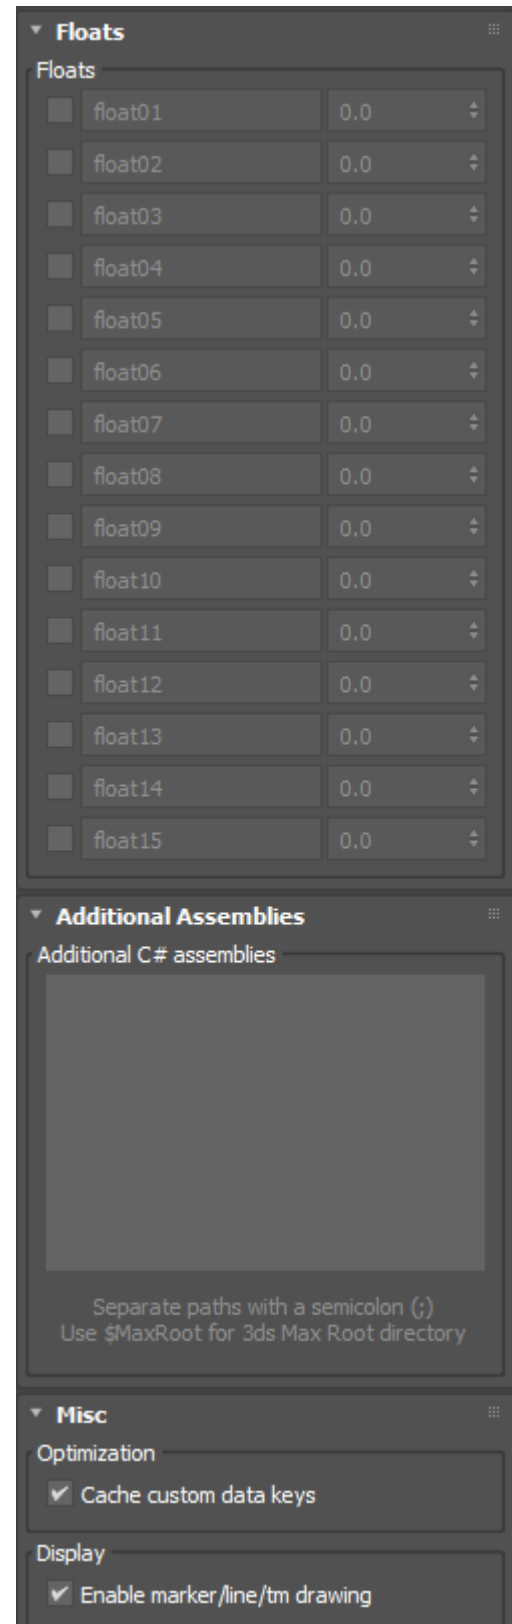 Floats
Floats
float01 0.0
float02 0.0
float03 0.0
float04 0.0
float05 0.0
float06 0.0
float07 0.0
float08 0.0
float09 0.0
float10 0.0
float11 0.0
float12 0.0
float13 0.0
float14 0.0
float15 0.0
Additional Assemblies
Additional C# assemblies
Separate paths with a semicolon (;)
Use $MaxRoot for 3ds Max Root directory
Misc
Optimization
Cache custom data keys
Display
Enable marker/line/tm drawing